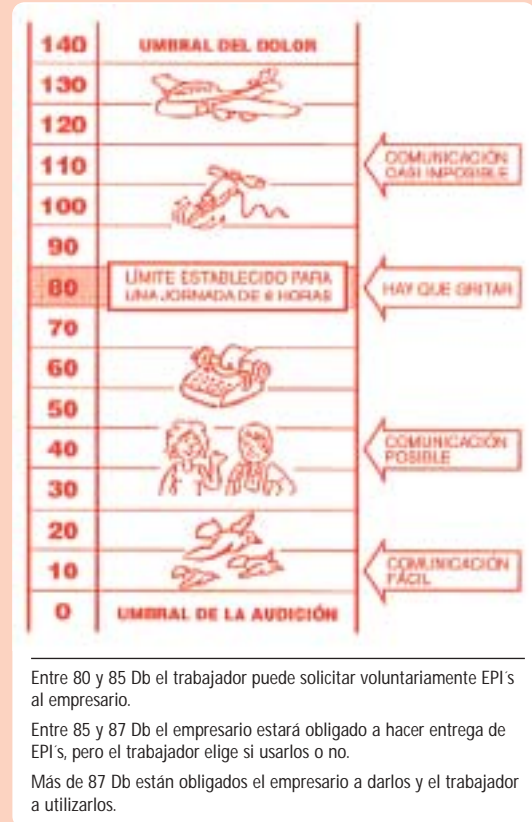 140 UMBRAL DEL DOLOR
130
120
110 COMUNICACIÓN
CASI IMPOSIBLE
100
90
80 LÍMITE ESTABLECIDO PARA
UNA JORNADA DE 8 HORAS
HAY QUE GRITAR
70
60
50
40 COMUNICACIÓN
POSIBLE
30
20
10 COMUNICACIÓN
FÁCIL
0 UMBRAL DE LA AUDICIÓN
Entre 80 y 85 Db el trabajador puede solicitar voluntariamente EPI´s
al empresario.
Entre 85 y 87 Db el empresario estará obligado a hacer entrega de
EPI´s, pero el trabajador elige si usarlos o no.
Más de 87 Db están obligados el empresario a darlos y el trabajador
a utilizarlos.